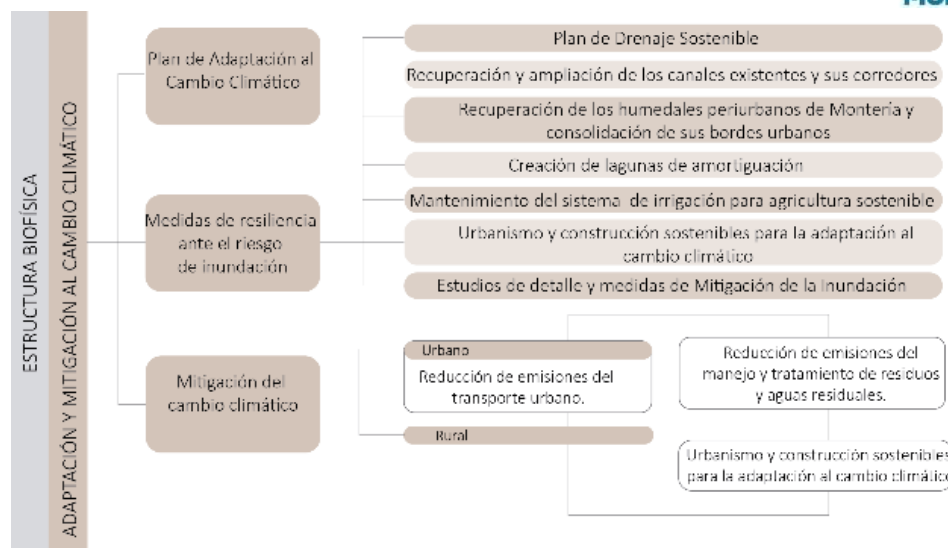 ESTRUCTURA BIOFÍSICA
ADAPTACIÓN Y MITIGACIÓN AL CAMBIO CLIMÁTICO
Plan de Adaptación al
Cambio Climático
Medidas de resiliencia
ante el riesgo
de inundación
Mitigación del
cambio climático
Plan de Drenaje Sostenible
Recuperación y ampliación de los canales existentes y sus corredores
Recuperación de los humedales periurbanos de Montería y
consolidación de sus bordes urbanos
Creación de lagunas de amortiguación
Mantenimiento del sistema de irrigación para agricultura sostenible
Urbanismo y construcción sostenibles para la adaptación al
cambio climático
Estudios de detalle y medidas de Mitigación de la Inundación
Urbano
Reducción de emisiones del
transporte urbano.
Rural
Reducción de emisiones del
manejo y tratamiento de residuos
y aguas residuales.
Urbanismo y construcción sostenibles
para la adaptación al cambio climático